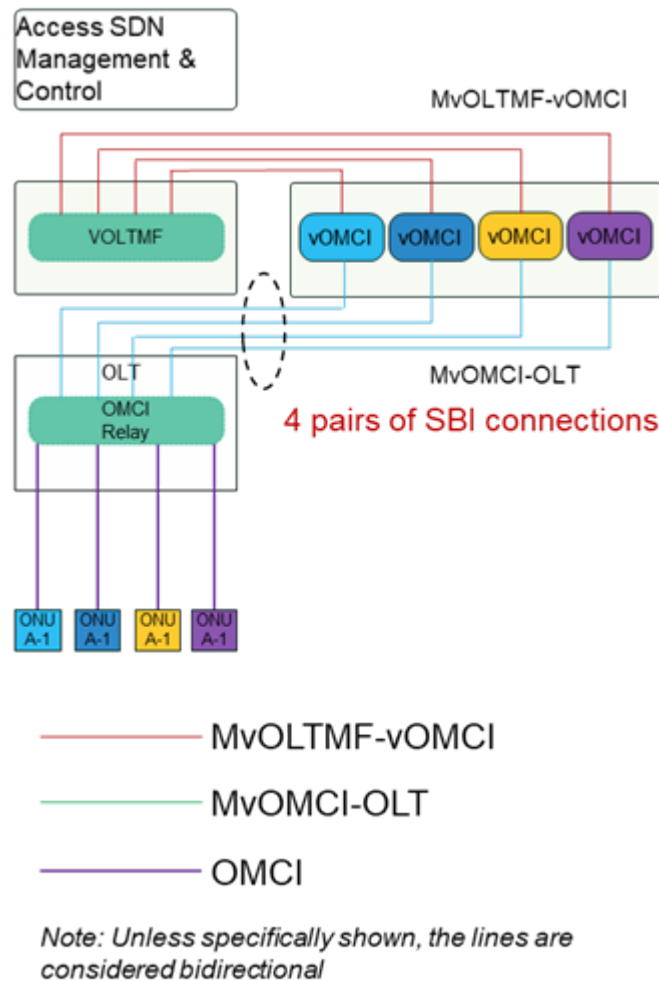 Access SDN
Management &
Control
MvOLTMF-vOMCI
VOLTMF
vOMCI
vOMCI
vOMCI
vOMCI
OLT
MvOMCI-OLT
OMCI
Relay
4 pairs of SBI connections
ONU
A-1
ONU
A-1
ONU
A-1
ONU
A-1
MvOLTMF-vOMCI
MvOMCI-OLT
OMCI
Note: Unless specifically shown, the lines are
considered bidirectional